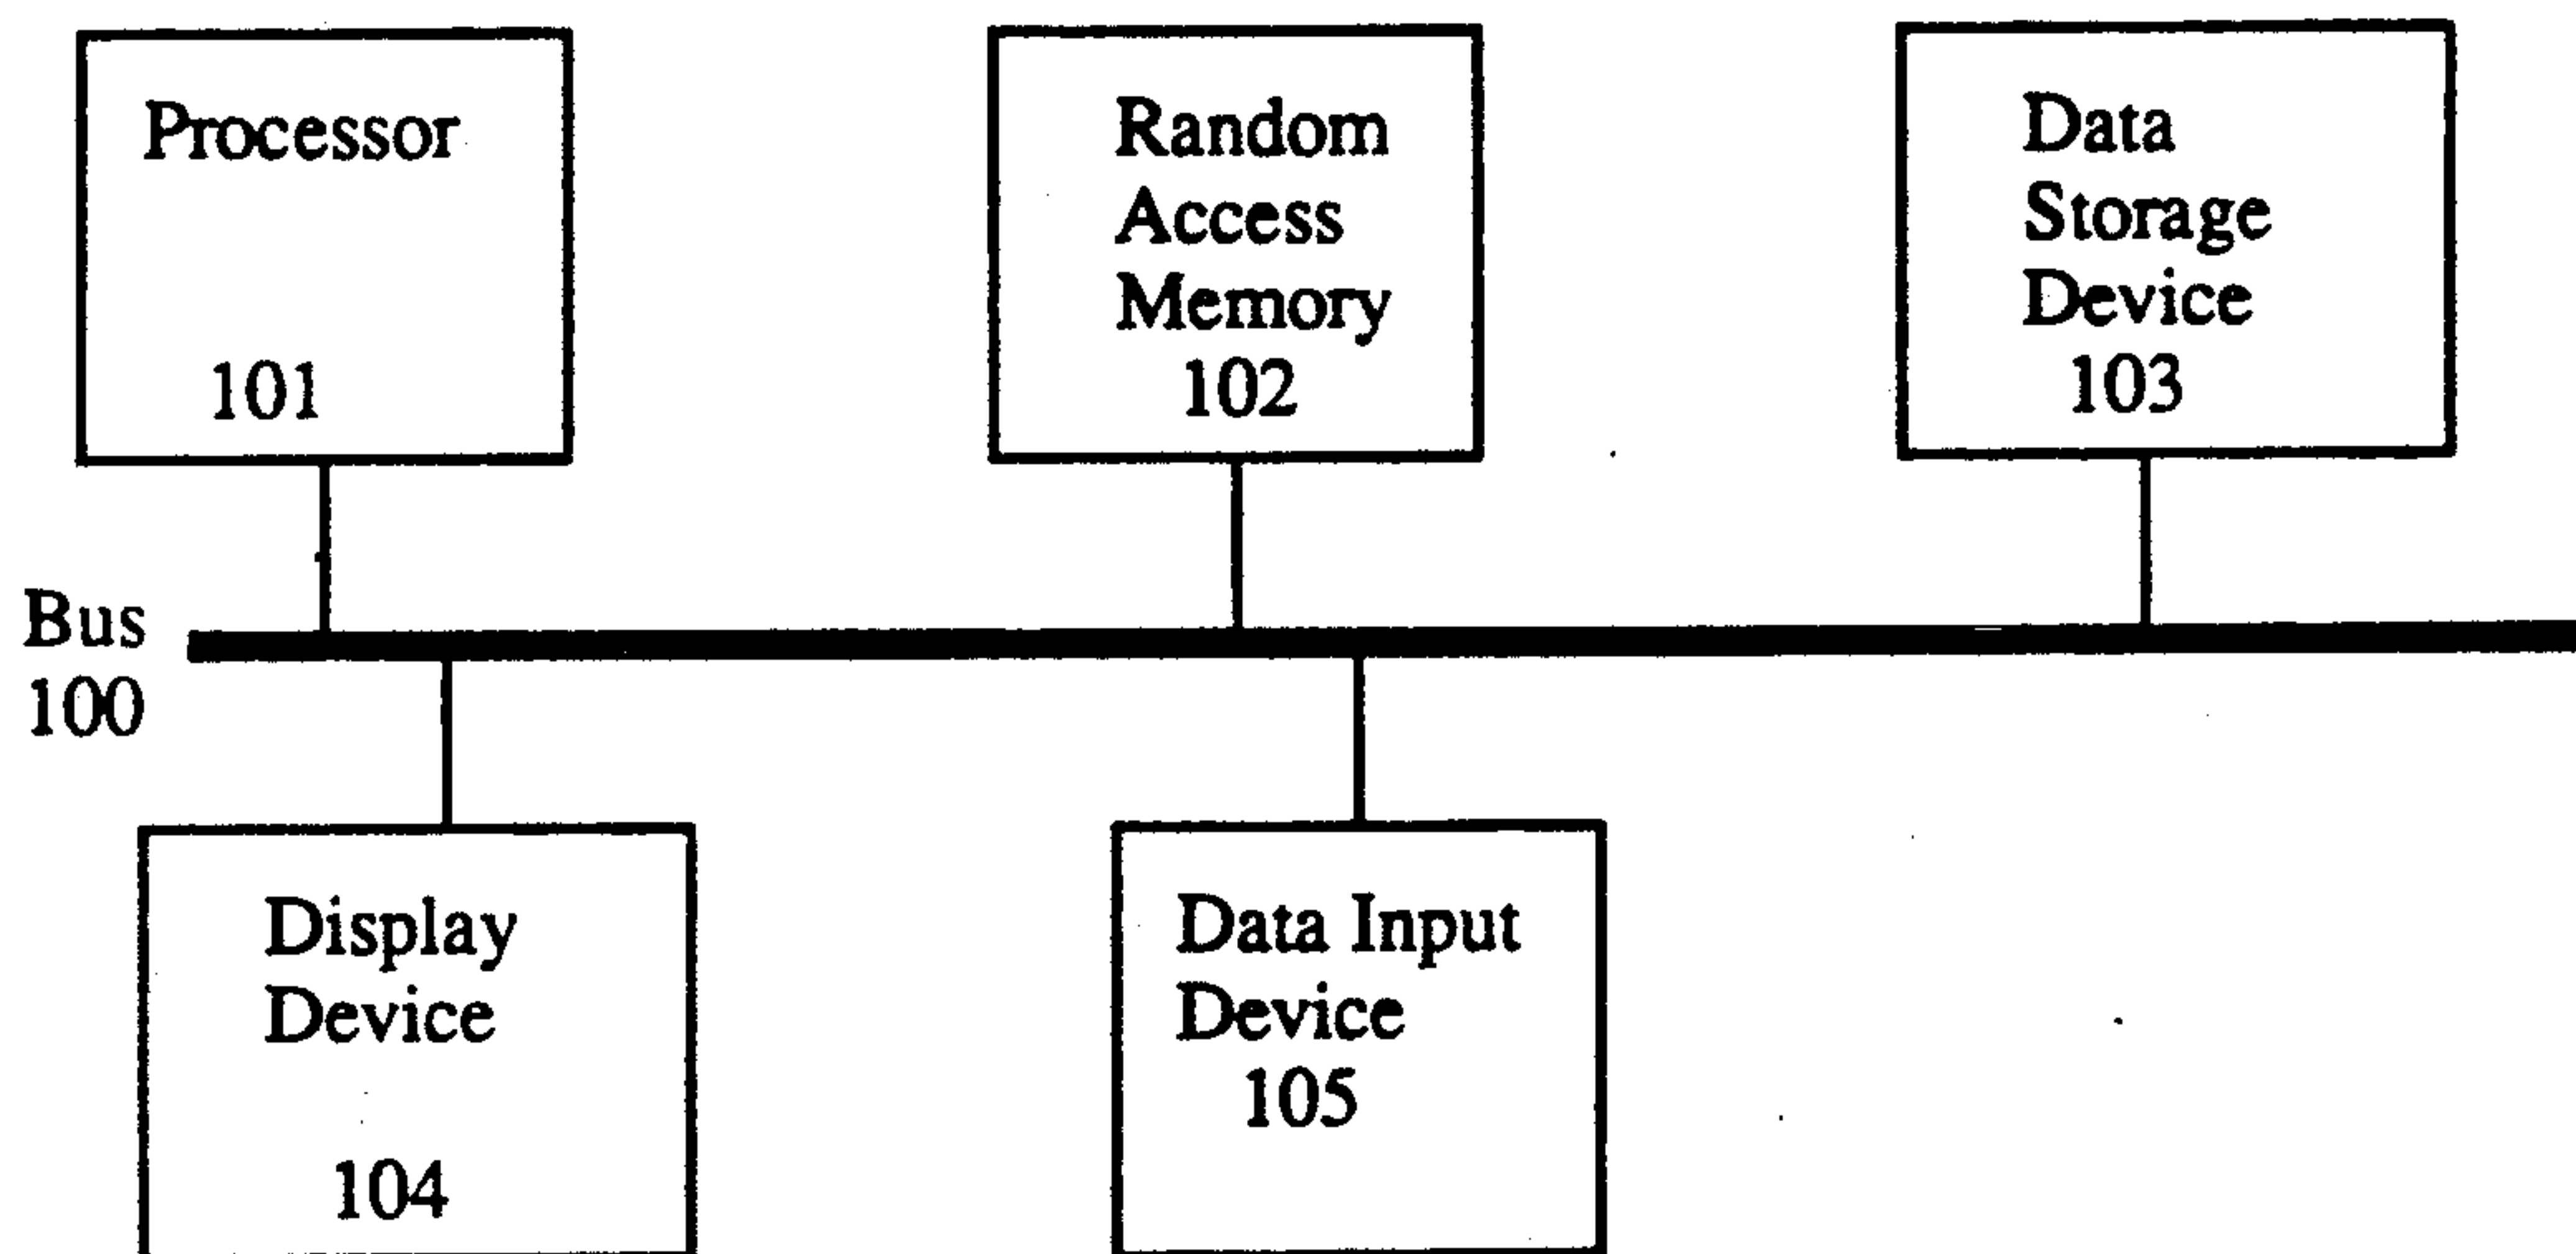 Processor
101
Random
Access
Memory
102
Data
Storage
Device
103
Bus
100
Display
Device
104
Data Input
Device
105